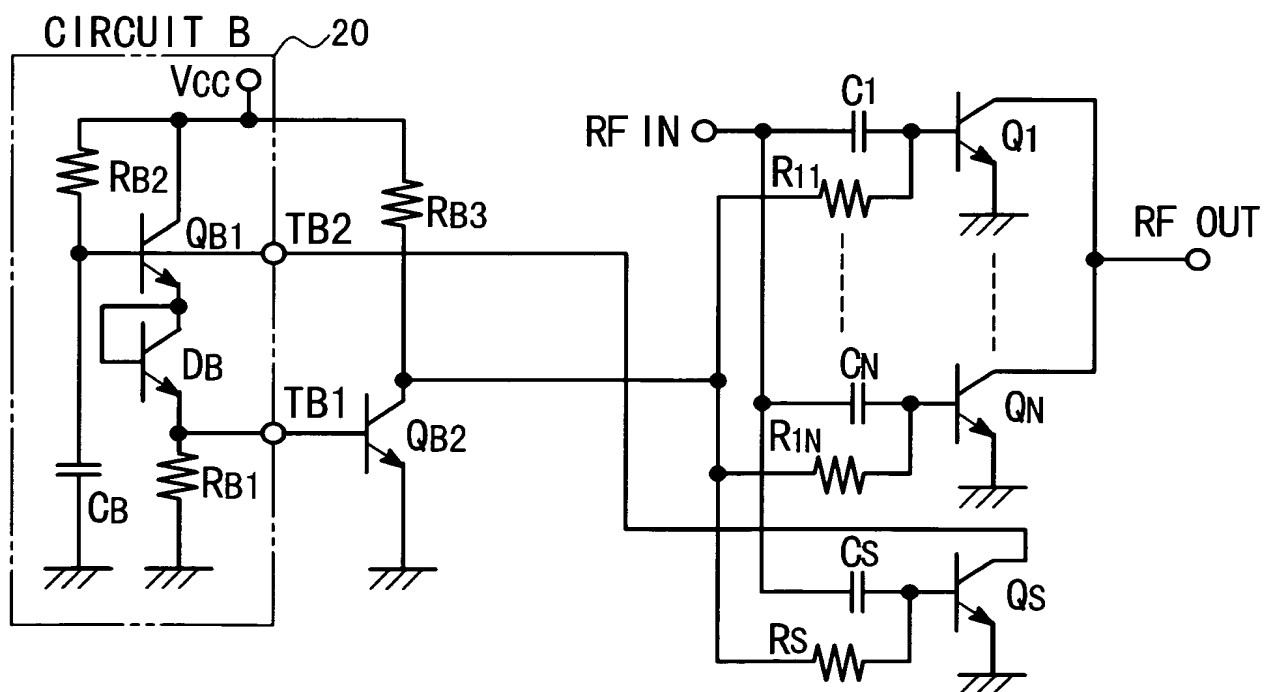 CIRCUIT B
20
VCC
RB2
QB1
TB2
RB3
DB
TB1
QB2
RB1
CB
RF IN
C1
Q1
R11
RF OUT
CN
QN
R1N
CS
QS
RS